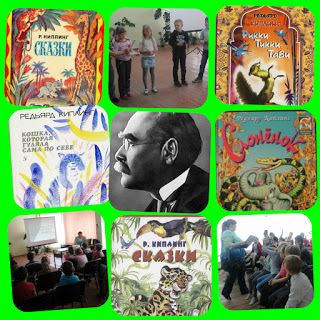 Р. КИПЛИНГ
СКАЗКИ
РЕДЬЯРД
КИПЛИНГ
Рикки
Тикки
Тави
РЕДЬЯРД КИПЛИНГ
КОШКА,
КОТОРАЯ
ГУЛЯЛА
САМА ПО СЕБЕ
Редьярд Киплинг
Слонёнок
Р. КИПЛИНГ
СКАЗКИ